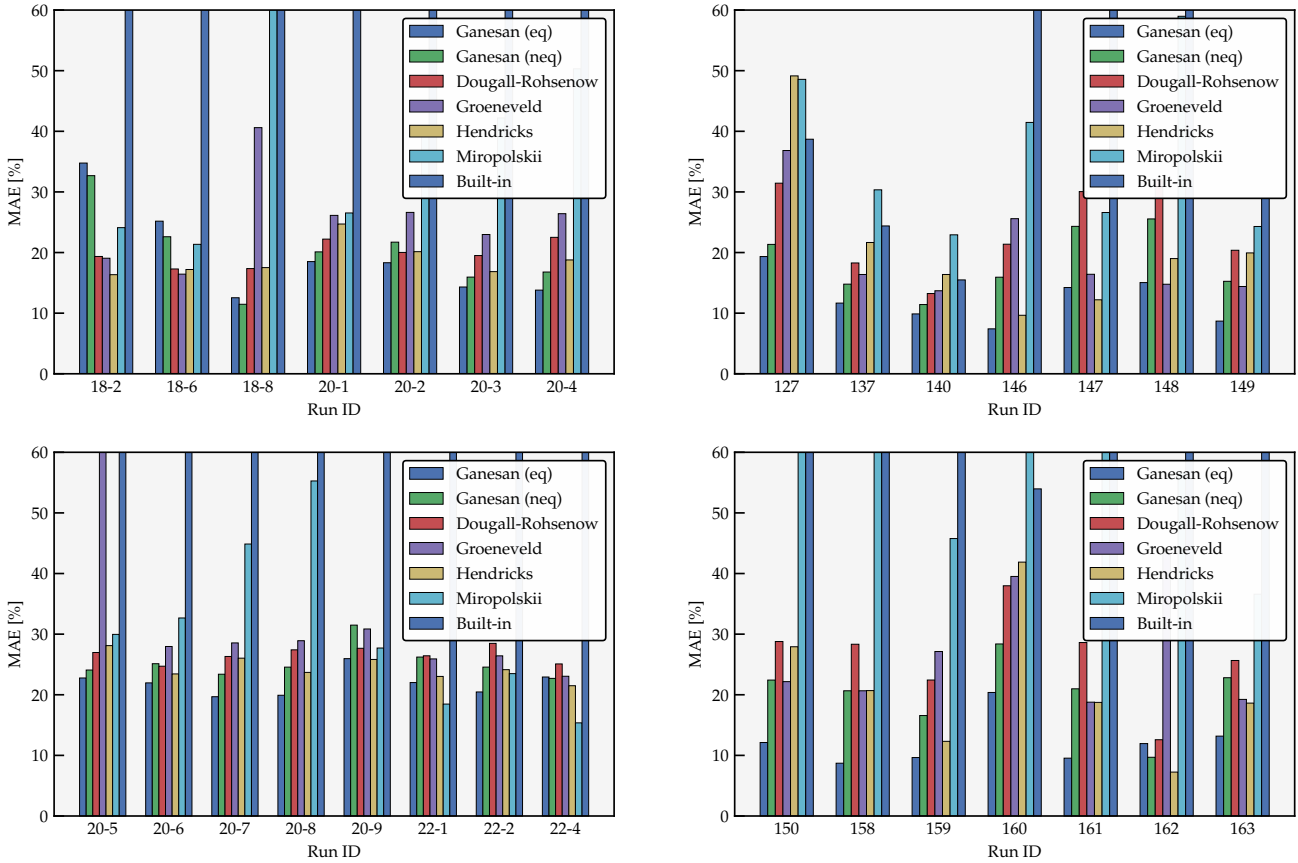 60
50
40
30
20
10
0
MAE [%]
Ganesan (eq)
Ganesan (neq)
Dougall-Rohsenow
Groeneveld
Hendricks
Miropolskii
Built-in
18-2 18-6 18-8 20-1 20-2 20-3 20-4
Run ID
60
50
40
30
20
10
0
MAE [%]
Ganesan (eq)
Ganesan (neq)
Dougall-Rohsenow
Groeneveld
Hendricks
Miropolskii
Built-in
127 137 140 146 147 148 149
Run ID
60
50
40
30
20
10
0
MAE [%]
Ganesan (eq)
Ganesan (neq)
Dougall-Rohsenow
Groeneveld
Hendricks
Miropolskii
Built-in
20-5 20-6 20-7 20-8 20-9 22-1 22-2 22-4
Run ID
60
50
40
30
20
10
0
MAE [%]
Ganesan (eq)
Ganesan (neq)
Dougall-Rohsenow
Groeneveld
Hendricks
Miropolskii
Built-in
150 158 159 160 161 162 163
Run ID